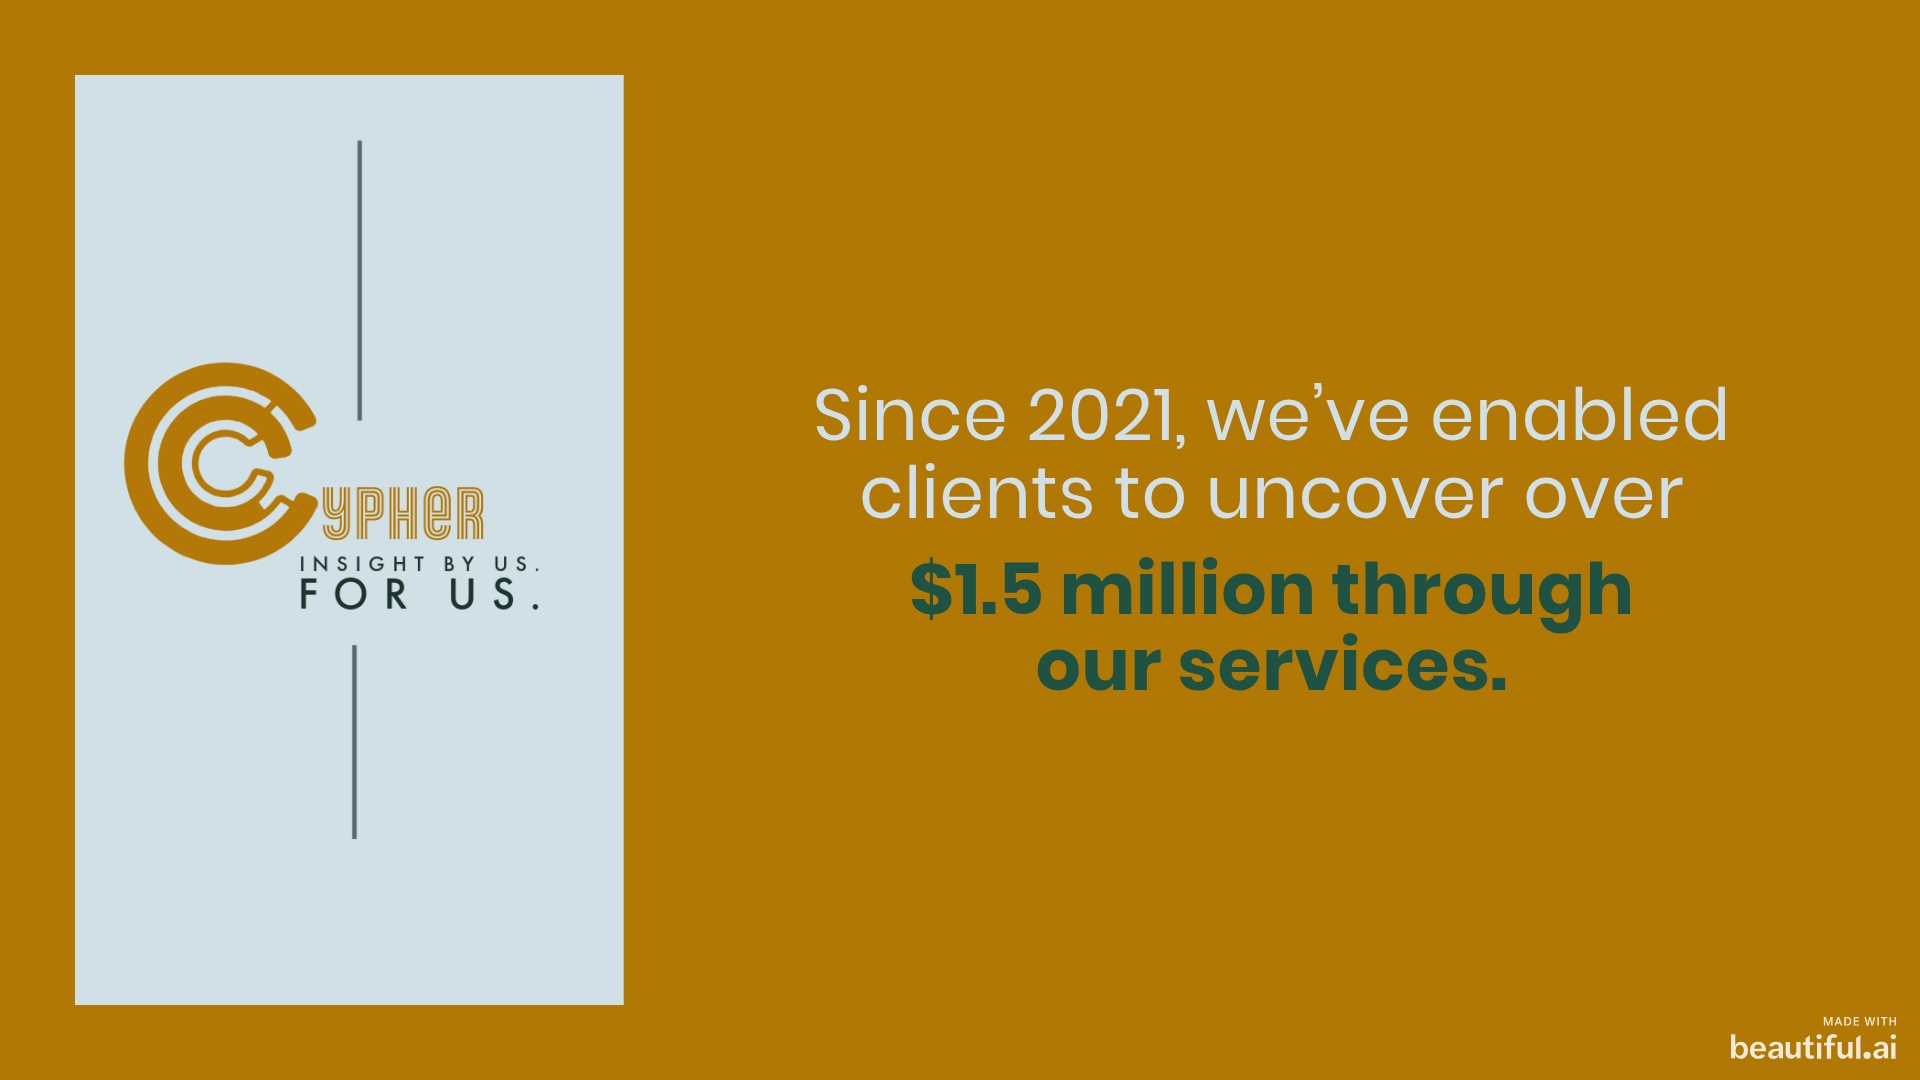 CYPHER
INSIGHT BY US.
FOR US.
Since 2021, we’ve enabled
clients to uncover over
$1.5 million through
our services.
MADE WITH
beautiful.ai